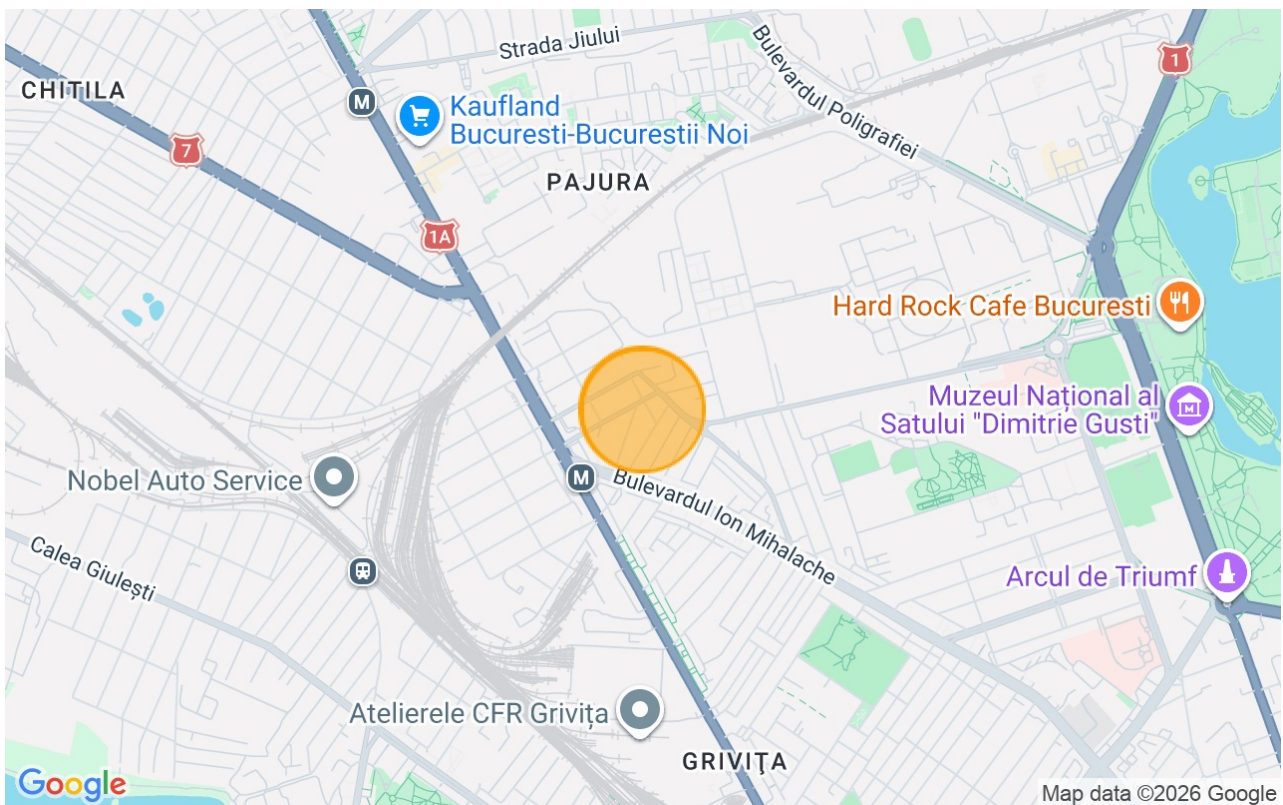 Strada Jiului
Bulevardul Poligrafiei
1
CHITILA
M
Kaufland
Bucuresti-Bucurestii Noi
7
PAJURA
1A
Hard Rock Cafe Bucuresti
Muzeul Național al
Satului "Dimitrie Gusti"
M
Nobel Auto Service
M
Bulevardul Ion Mihalache
Calea Giulești
Arcul de Triumf
Atelierele CFR Grivița
GRIVIŢA
Google
Map data ©2026 Google